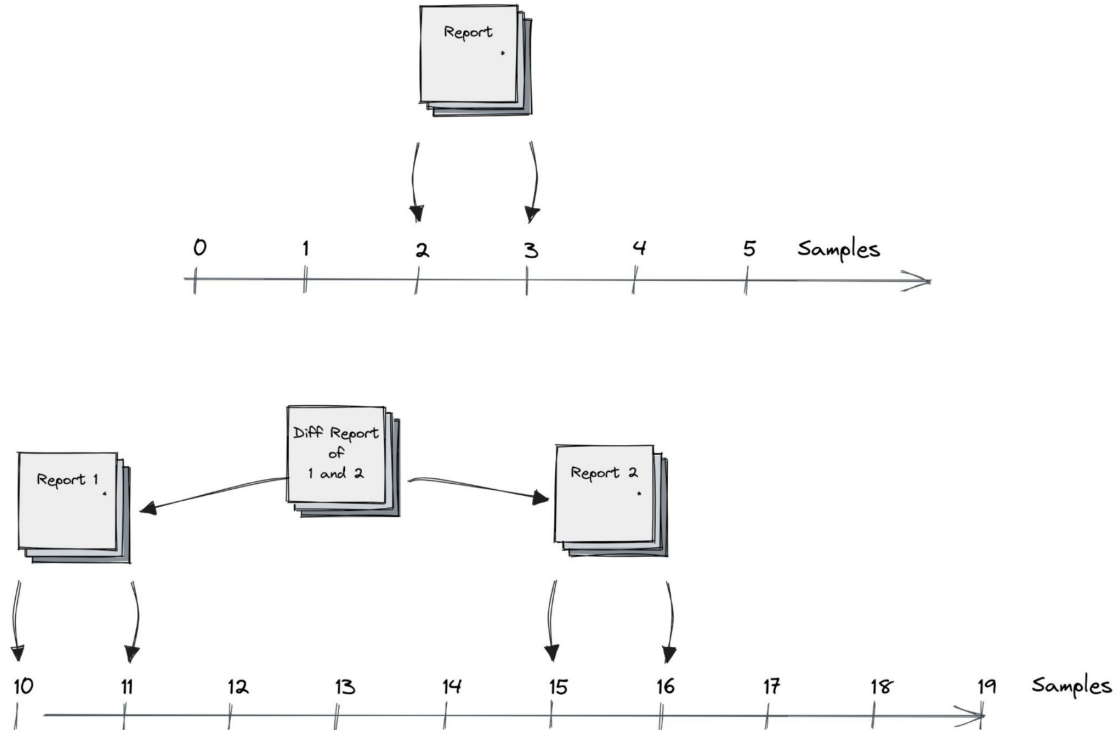 Report
0 1 2 3 4 5 Samples
Diff Report
of
1 and 2
Report 1
Report 2
10 11 12 13 14 15 16 17 18 19 Samples